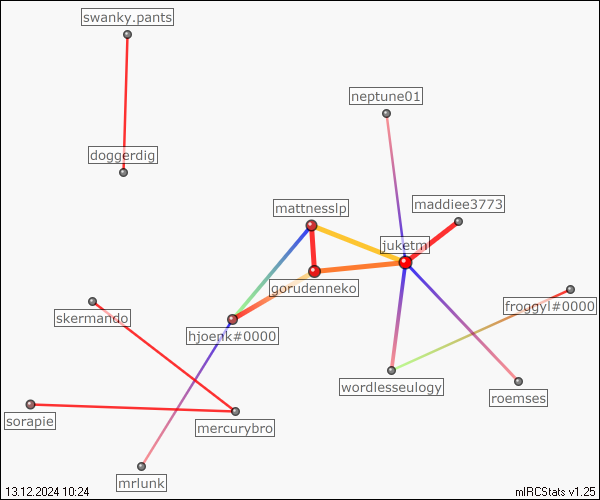 swanky.pants
neptune01
doggerdig
maddiee3773
mattnesslp
juketm
gorudenneko
froggyl#0000
skermando
hjoenk#0000
wordlesseulogy
roemses
sorapie
mercurybro
mrlunk
13.12.2024 10:24
mIRCStats v1.25